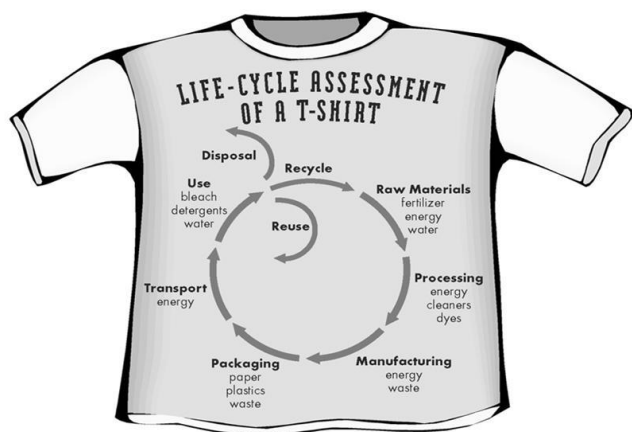 LIFE-CYCLE ASSESSMENT
OF A T-SHIRT
Disposal
Recycle
Raw Materials
fertilizer
energy
water
Processing
energy
cleaners
dyes
Manufacturing
energy
waste
Packaging
paper
plastics
waste
Transport
energy
Use
bleach
detergents
water
Reuse